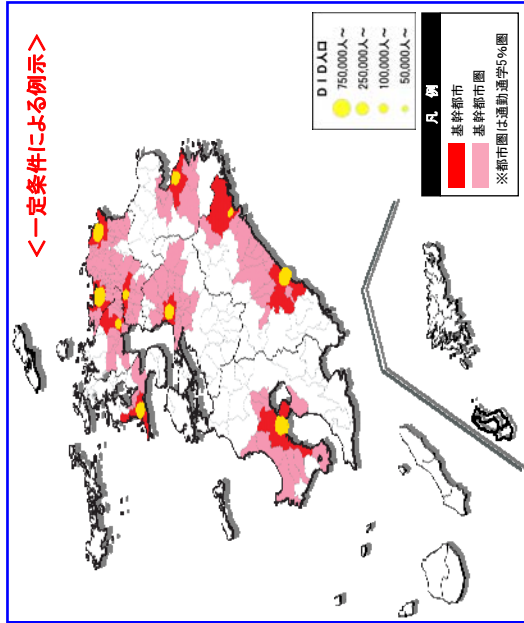 ＜一定条件による例示＞
ＤＩＤ人口
750,000人～
250,000人～
100,000人～
50,000人～
凡　例
基幹都市
基幹都市圏
※都市圏は通勤通学5％圏